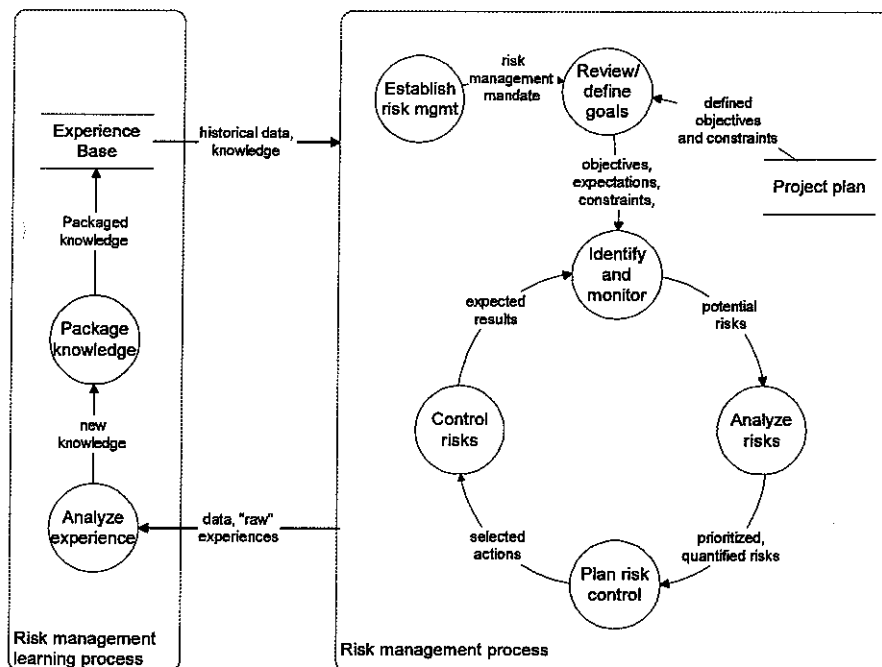 Experience
Base
Packaged
knowledge
Package
knowledge
new
knowledge
Analyze
experience
Risk management
learning process
historical data,
knowledge
data, "raw"
experiences
Establish
risk mgmt
risk
management
mandate
Review/
define
goals
defined
objectives
and constraints
Project plan
objectives,
expectations,
constraints,
Identify
and
monitor
potential
risks
Analyze
risks
prioritized,
quantified risks
Plan risk
control
selected
actions
Control
risks
expected
results
Risk management process